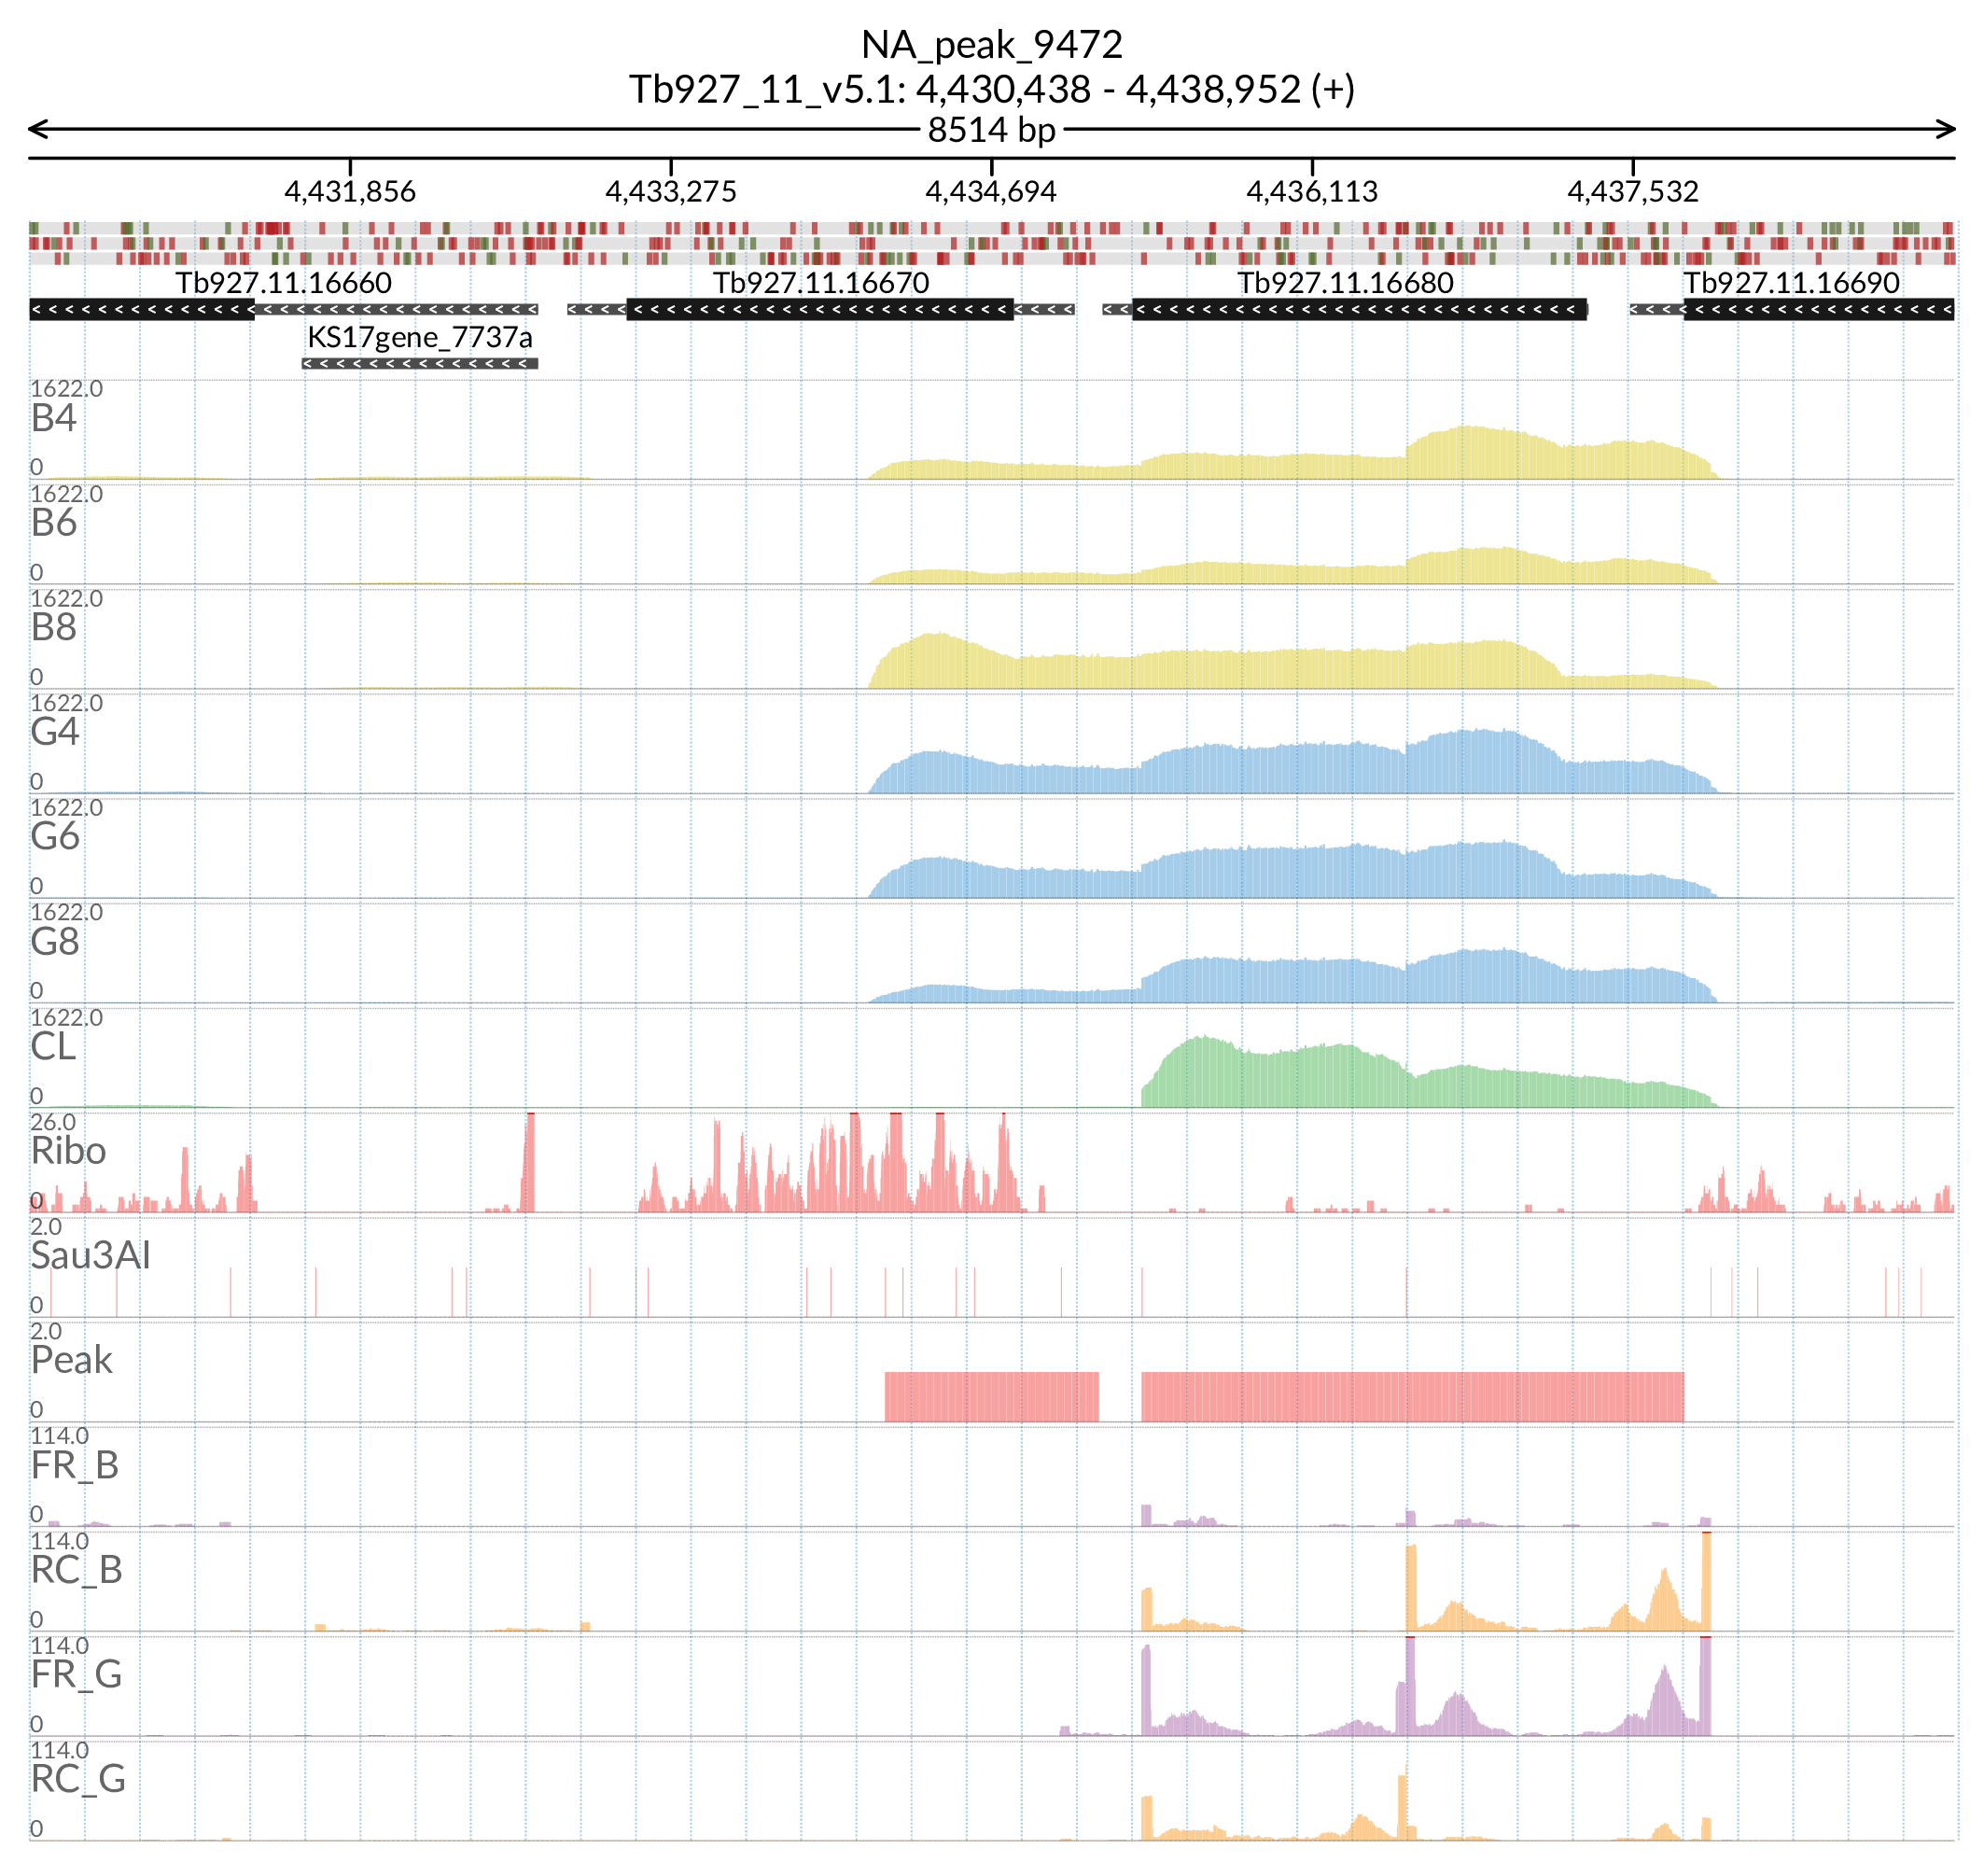 NA_peak_9472
Tb927_11_v5.1: 4,430,438 - 4,438,952 (+)
8514 bp
4,431,856 4,433,275 4,434,694 4,436,113 4,437,532
Tb927.11.16660 Tb927.11.16670 Tb927.11.16680 Tb927.11.16690
KS17gene_7737a
1622.0
B4
0
1622.0
B6
0
1622.0
B8
0
1622.0
G4
0
1622.0
G6
0
1622.0
G8
0
1622.0
CL
0
26.0
Ribo
0
2.0
Sau3AI
0
2.0
Peak
0
114.0
FR_B
0
114.0
RC_B
0
114.0
FR_G
0
114.0
RC_G
0